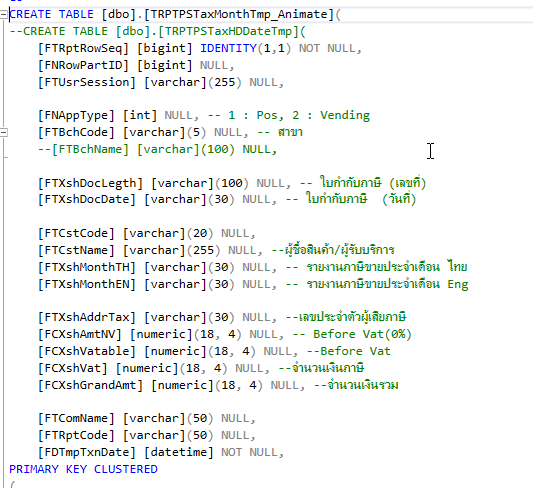 CREATE TABLE [dbo].[TRPTPSTaxMonthTmp_Animate](
--CREATE TABLE [dbo].[TRPTPSTaxHDDateTmp](
[FTRptRowSeq] [bigint] IDENTITY(1,1) NOT NULL,
[FNRowPartID] [bigint] NULL,
[FTUsrSession] [varchar](255) NULL,
[FNAppType] [int] NULL, -- 1 : Pos, 2 : Vending
[FTBchCode] [varchar](5) NULL, -- สาขา
--[FTBchName] [varchar](100) NULL,
[FTXshDocLegth] [varchar](100) NULL, -- ใบกำกับภาษี (เลขที่)
[FTXshDocDate] [varchar](30) NULL, -- ใบกำกับภาษี (วันที่)
[FTCstCode] [varchar](20) NULL,
[FTCstName] [varchar](255) NULL, --ผู้ซื้อสินค้า/ผู้รับบริการ
[FTXshMonthTH] [varchar](30) NULL, -- รายงานภาษีขายประจำเดือน ไทย
[FTXshMonthEN] [varchar](30) NULL, -- รายงานภาษีขายประจำเดือน Eng
[FTXshAddrTax] [varchar](30) NULL, --เลขประจำตัวผู้เสียภาษี
[FCXshAmtNV] [numeric](18, 4) NULL, -- Before Vat(0%)
[FCXshVatable] [numeric](18, 4) NULL, --Before Vat
[FCXshVat] [numeric](18, 4) NULL, --จำนวนเงินภาษี
[FCXshGrandAmt] [numeric](18, 4) NULL, --จำนวนเงินรวม
[FTComName] [varchar](50) NULL,
[FTRptCode] [varchar](50) NULL,
[FDTmpTxnDate] [datetime] NOT NULL,
PRIMARY KEY CLUSTERED
(